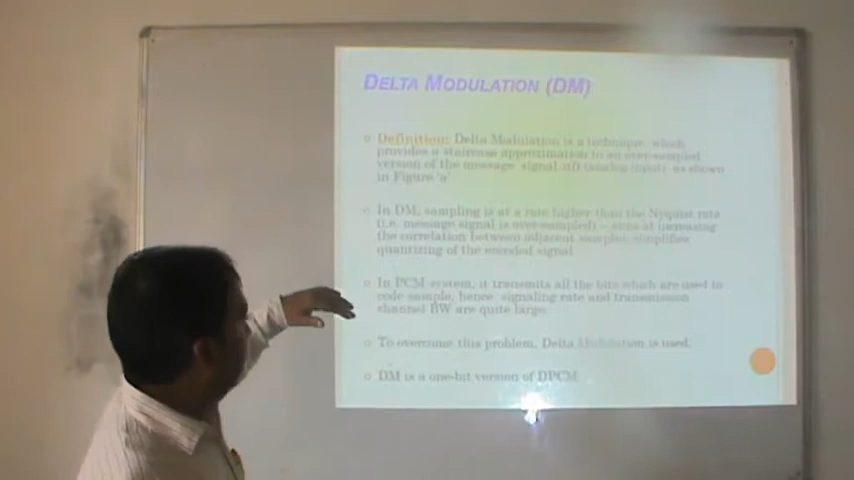 DELTA MODULATION (DM)
Definition: Delta Modulation is a technique which
provides a staircase approximation to an over-sampled
version of the message signal (analog input) as shown
in Figure 'a'
In DM, sampling is at a rate higher than the Nyquist rate
(i.e. message signal is over-sampled) – aims at increasing
the correlation between adjacent samples simplifies
quantizing of the encoded signal
In PCM system, it transmits all the bits which are used to
code sample, hence signaling rate and transmission
channel BW are quite large
To overcome this problem, Delta Modulation is used.
DM is a one-bit version of DPCM